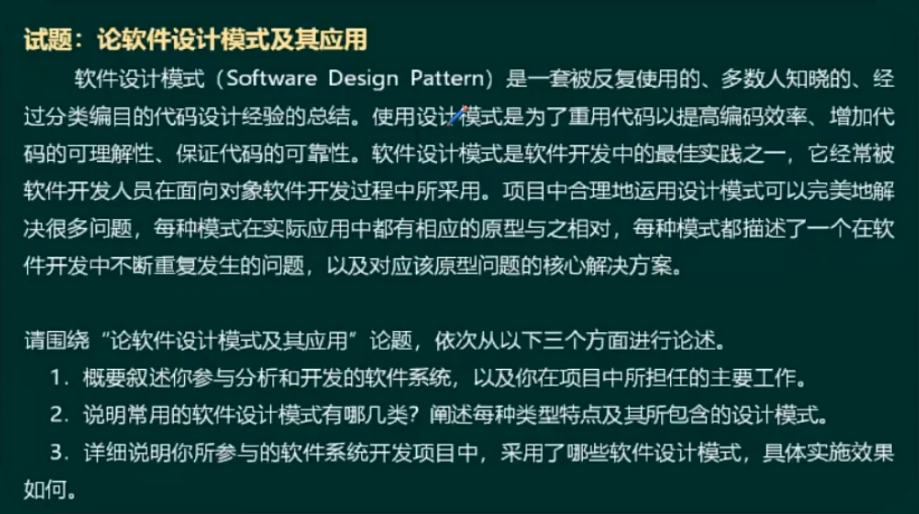 试题：论软件设计模式及其应用
软件设计模式（Software Design Pattern）是一套被反复使用的、多数人知晓的、经
过分类编目的代码设计经验的总结。使用设计模式是为了重用代码以提高编码效率、增加代
码的可理解性、保证代码的可靠性。软件设计模式是软件开发中的最佳实践之一，它经常被
软件开发人员在面向对象软件开发过程中所采用。项目中合理地运用设计模式可以完美地解
决很多问题，每种模式在实际应用中都有相应的原型与之相对，每种模式都描述了一个在软
件开发中不断重复发生的问题，以及对应该原型问题的核心解决方案。
请围绕“论软件设计模式及其应用”论题，依次从以下三个方面进行论述。
1．概要叙述你参与分析和开发的软件系统，以及你在项目中所担任的主要工作。
2．说明常用的软件设计模式有哪几类？阐述每种类型特点及其所包含的设计模式。
3．详细说明你所参与的软件系统开发项目中，采用了哪些软件设计模式，具体实施效果
如何。